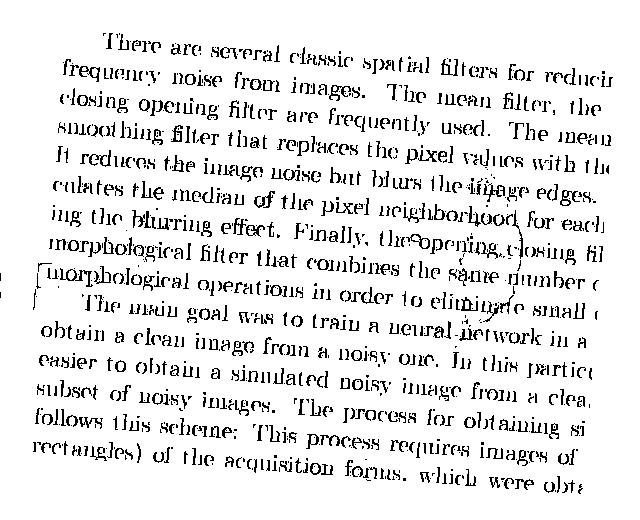 There are several classic spatial filters for reducin
frequency noise from images. The mean filter, the
closing opening filter are frequently used. The mean
smoothing filter that replaces the pixel values with the
It reduces the image noise but blurs the image edges.
culates the median of the pixel neighborhood for each
ing the blurring effect. Finally, the opening closing fil
morphological filter that combines the same number o
morphological operations in order to eliminate small
The main goal was to train a neural network in a
obtain a clean image from a noisy one. In this partic
easier to obtain a simulated noisy image from a clea
subset of noisy images. The process for obtaining si
follows this scheme: This process requires images of
rectangles) of the acquisition forms, which were obta